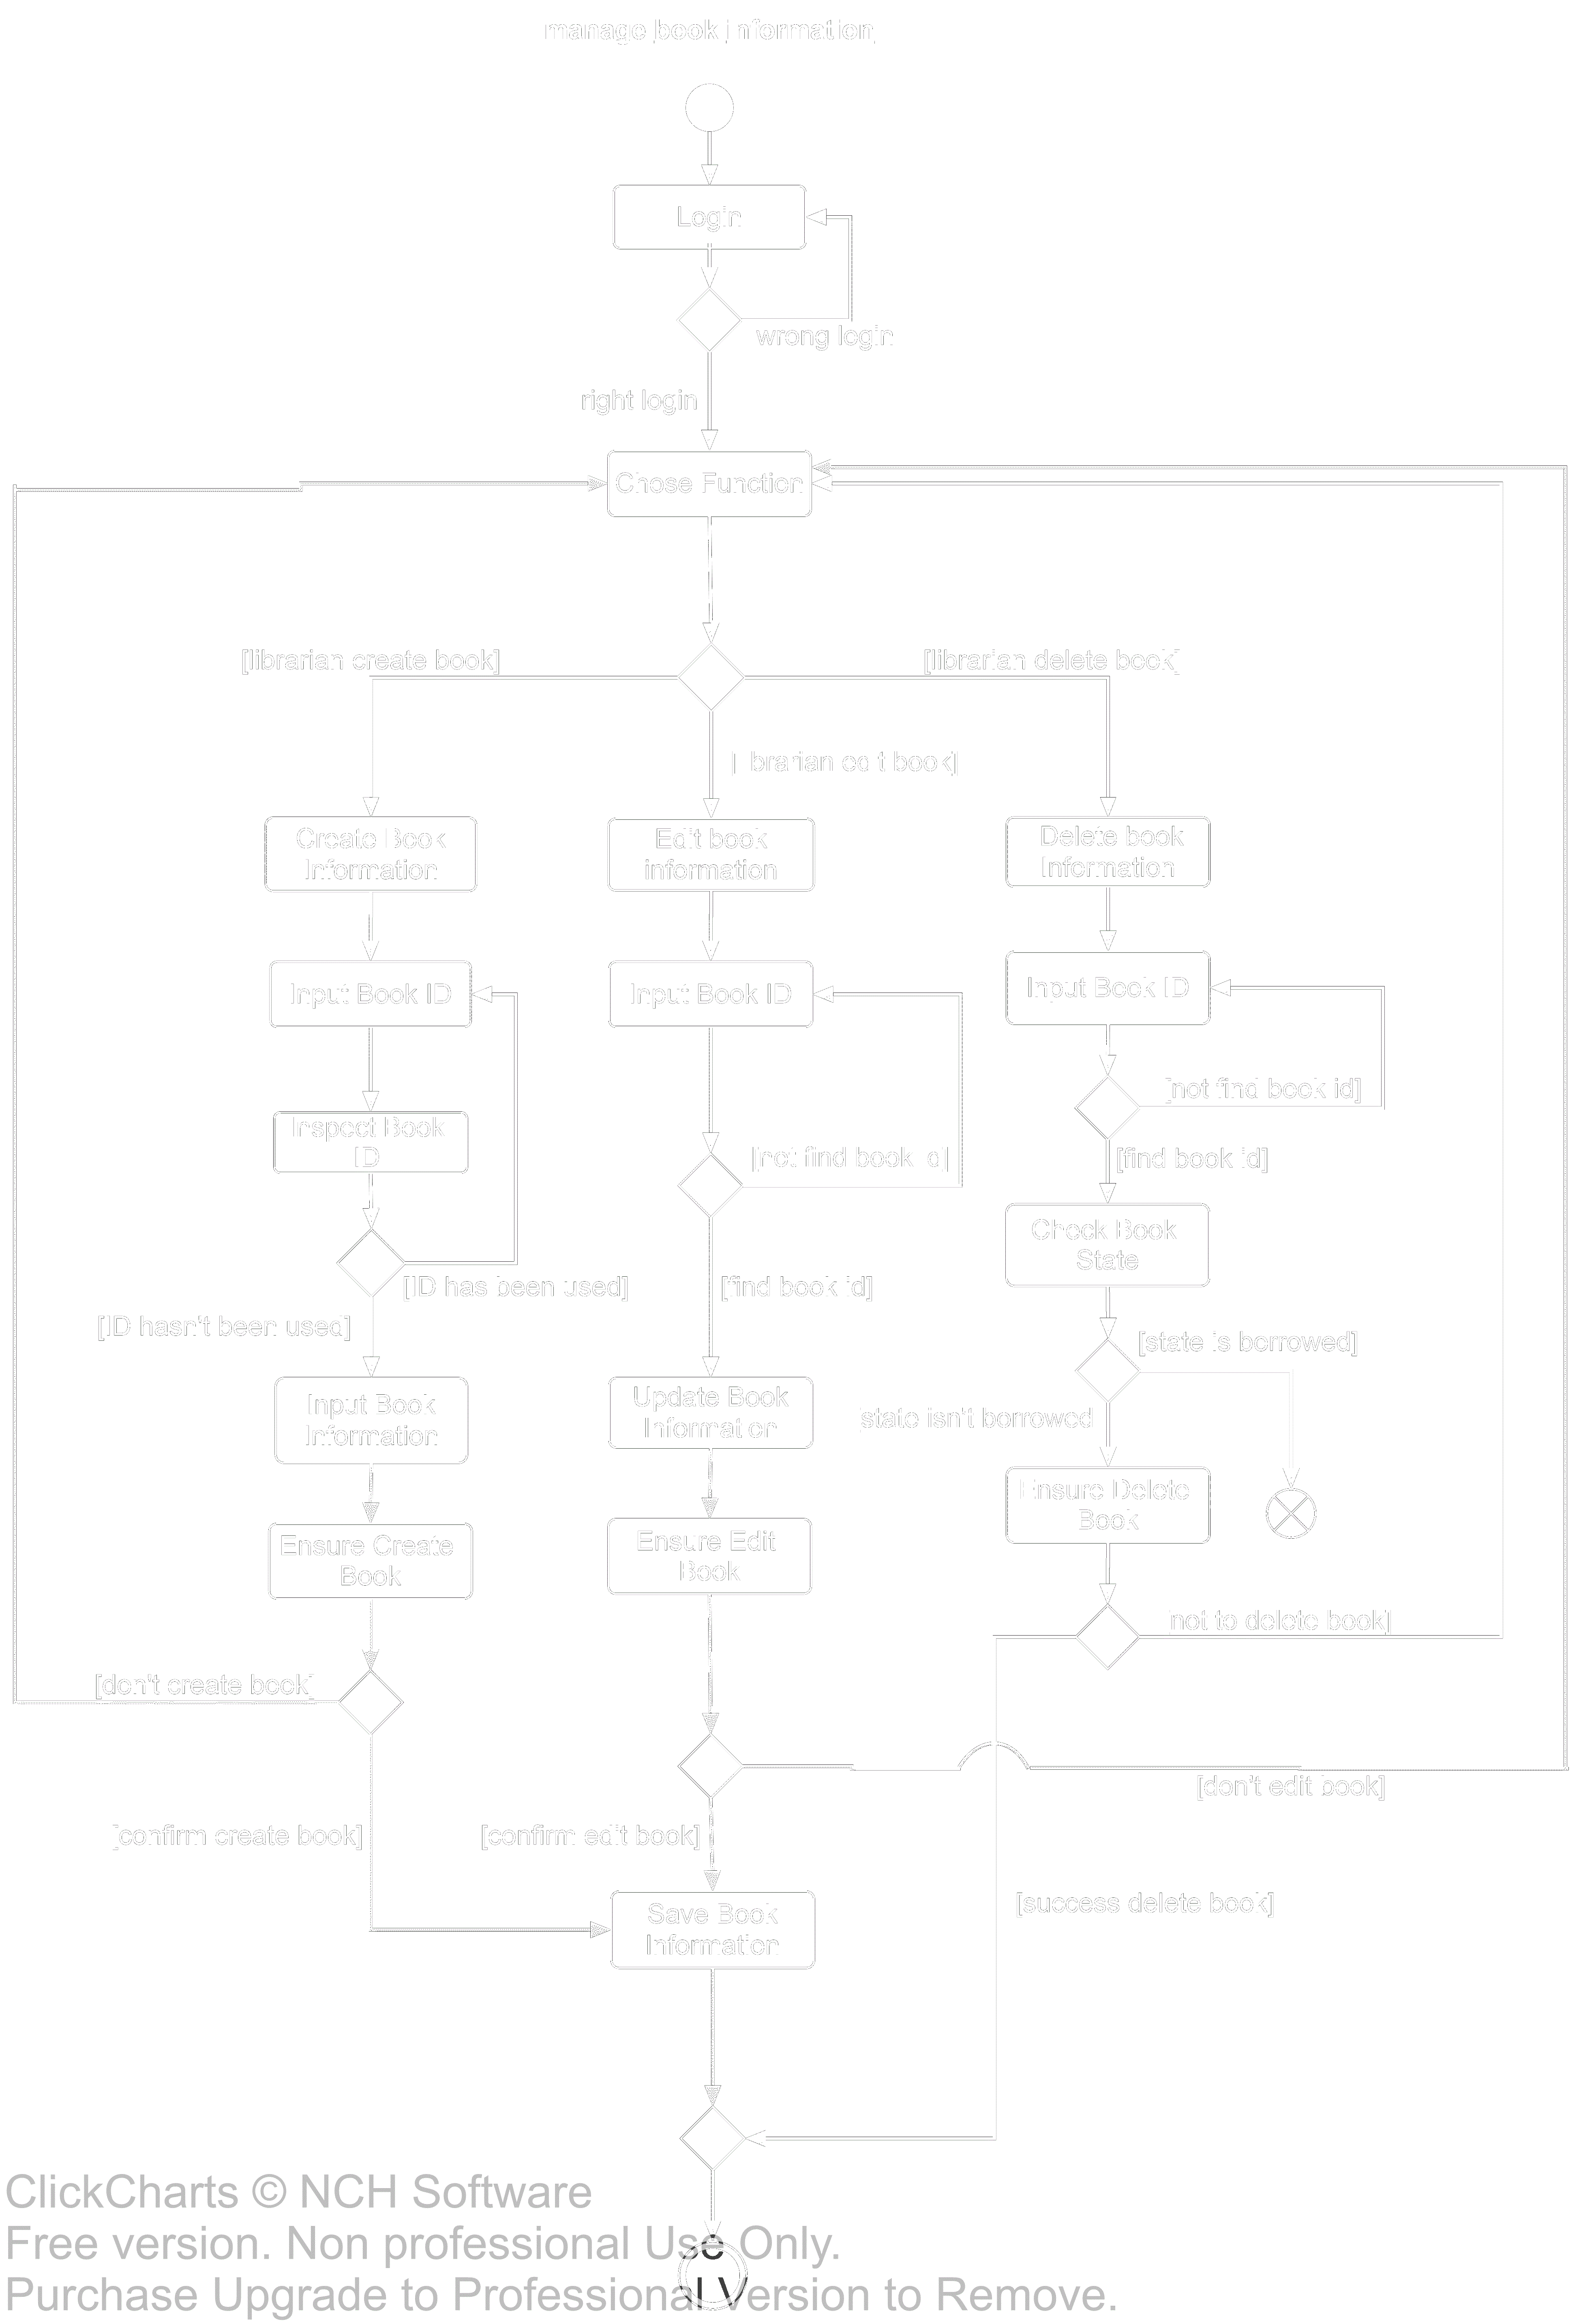 manage book information
Login
wrong login
right login
Chose Function
[librarian create book]
[librarian delete book]
[librarian edit book]
Create Book
Information
Edit book
information
Delete book
Information
Input Book ID
Input Book ID
Input Book ID
[not find book id]
Inspect Book
ID
[not find book id]
[find book id]
Check Book
State
[ID has been used]
[find book id]
[ID hasn't been used]
[state is borrowed]
Input Book
Information
Update Book
Information
state isn't borrowed
Ensure Delete
Book
Ensure Create
Book
Ensure Edit
Book
not to delete book]
[don't create book]
[don't edit book]
[confirm create book]
[confirm edit book]
[success delete book]
Save Book
Information
ClickCharts © NCH Software
Free version. Non professional Use Only.
Purchase Upgrade to Professional Version to Remove.